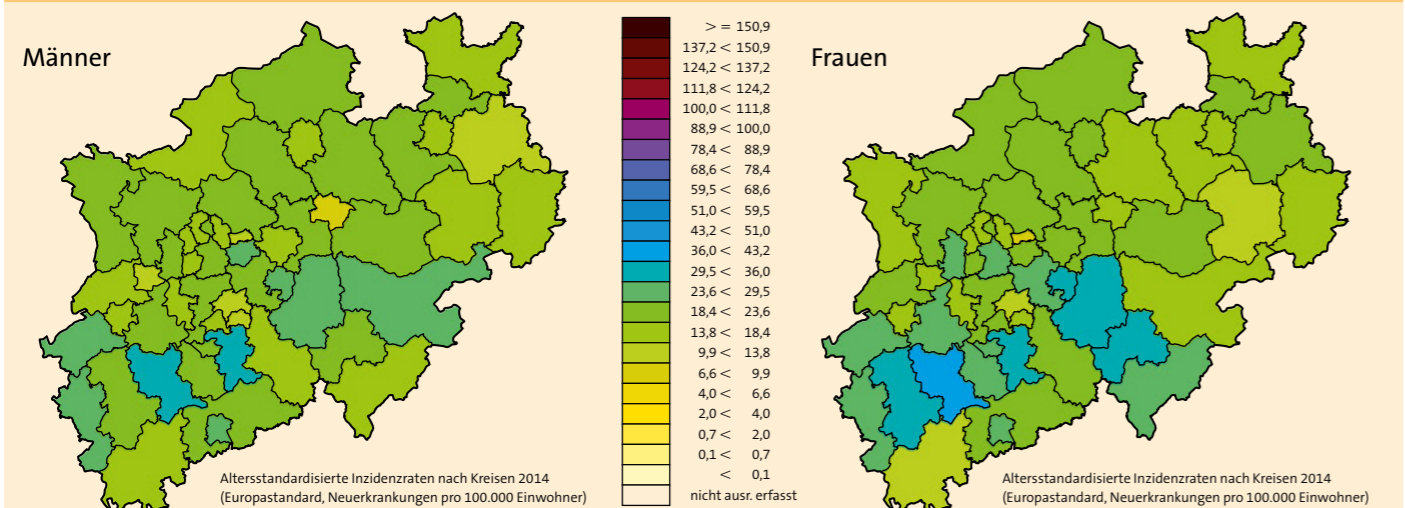 Männer
> = 150,9
137,2 < 150,9
124,2 < 137,2
111,8 < 124,2
100,0 < 111,8
88,9 < 100,0
78,4 < 88,9
68,6 < 78,4
59,5 < 68,6
51,0 < 59,5
43,2 < 51,0
36,0 < 43,2
29,5 < 36,0
23,6 < 29,5
18,4 < 23,6
13,8 < 18,4
9,9 < 13,8
6,6 < 9,9
4,0 < 6,6
2,0 < 4,0
0,7 < 2,0
0,1 < 0,7
< 0,1
nicht ausr. erfasst
Altersstandardisierte Inzidenzraten nach Kreisen 2014
(Europastandard, Neuerkrankungen pro 100.000 Einwohner)
Frauen
Altersstandardisierte Inzidenzraten nach Kreisen 2014
(Europastandard, Neuerkrankungen pro 100.000 Einwohner)